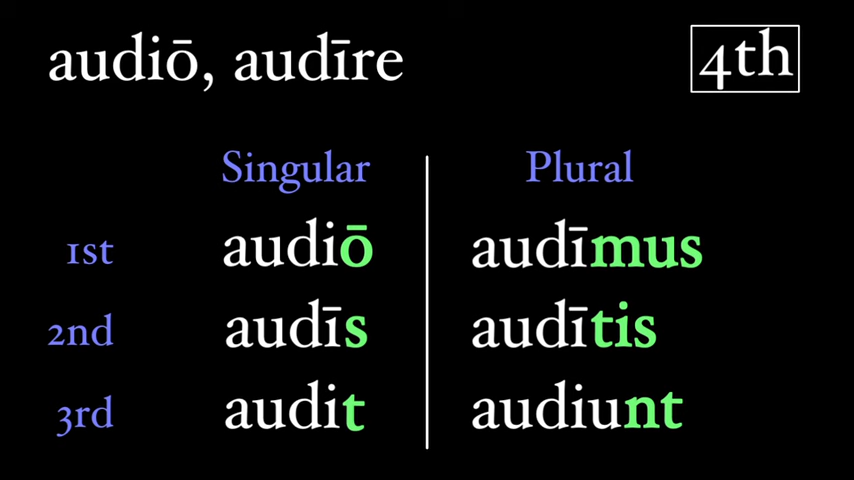 audiō, audīre 4th
Singular Plural
1st audiō audīmus
2nd audīs audītis
3rd audit audiunt